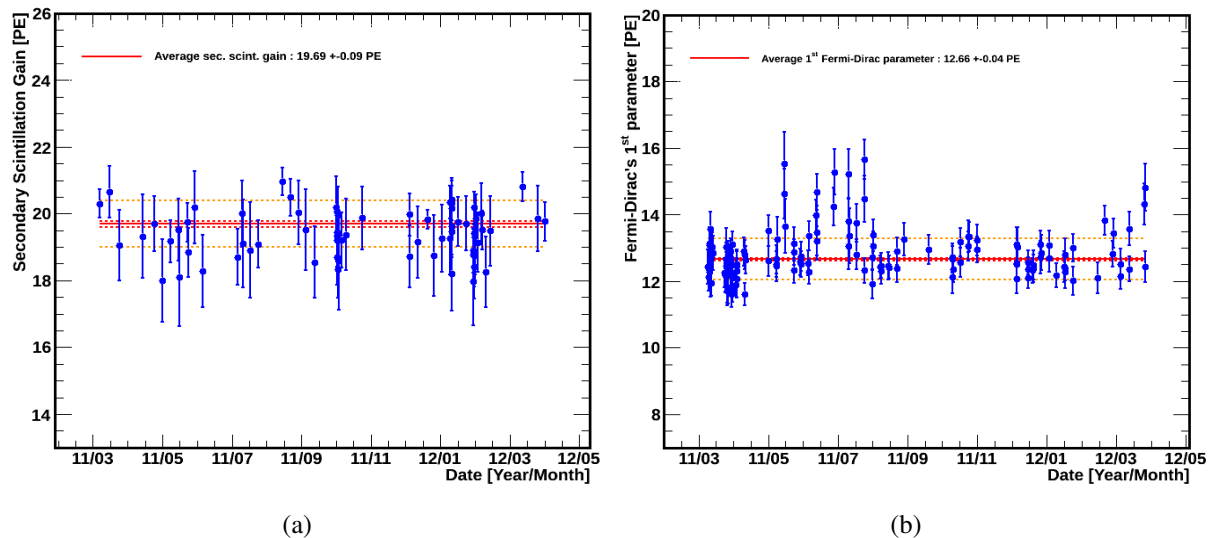 Secondary Scintillation Gain [PE]
26
24
22
20
18
16
14
Average sec. scint. gain : 19.69 +-0.09 PE
11/03 11/05 11/07 11/09 11/11 12/01 12/03 12/05
Date [Year/Month]
(a)
Fermi-Dirac's 1st parameter [PE]
20
18
16
14
12
10
8
Average 1st Fermi-Dirac parameter : 12.66 +-0.04 PE
11/03 11/05 11/07 11/09 11/11 12/01 12/03 12/05
Date [Year/Month]
(b)